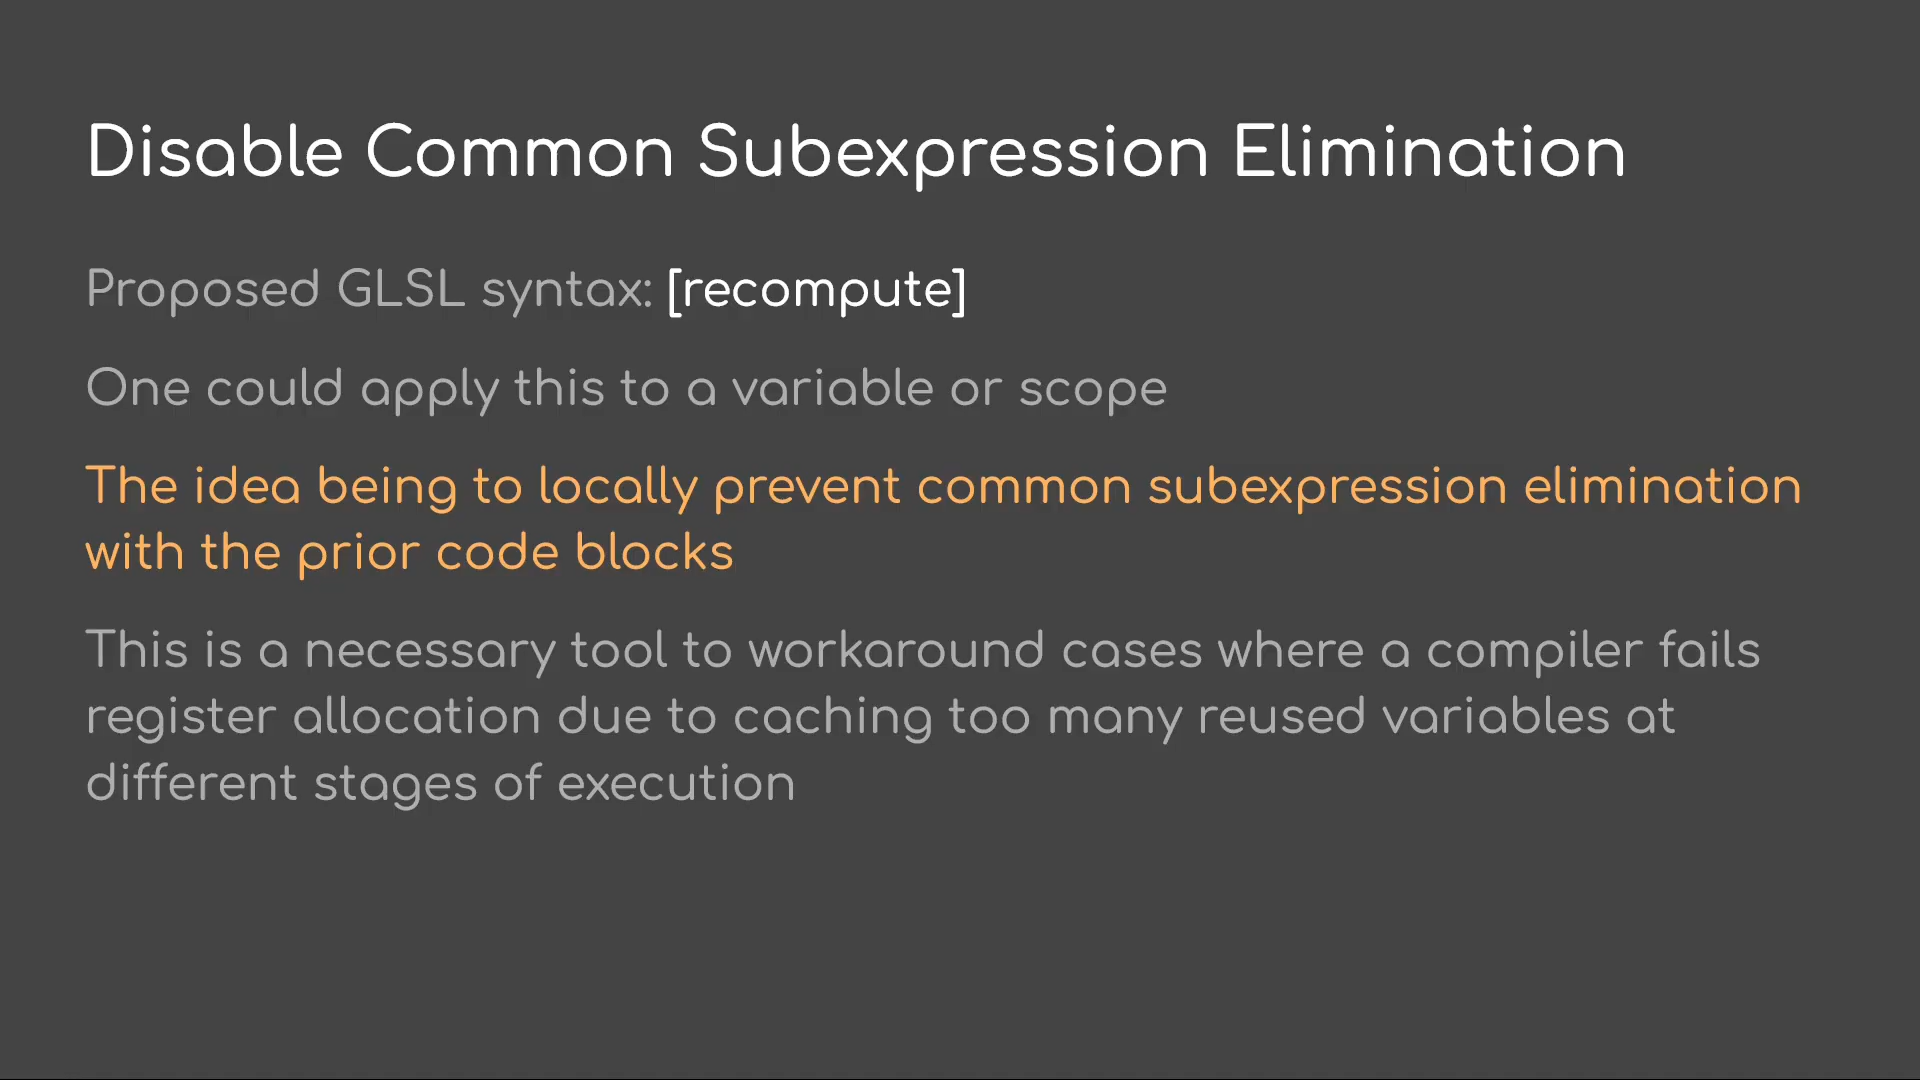 Disable Common Subexpression Elimination
Proposed GLSL syntax: [recompute]
One could apply this to a variable or scope
The idea being to locally prevent common subexpression elimination
with the prior code blocks
This is a necessary tool to workaround cases where a compiler fails
register allocation due to caching too many reused variables at
different stages of execution